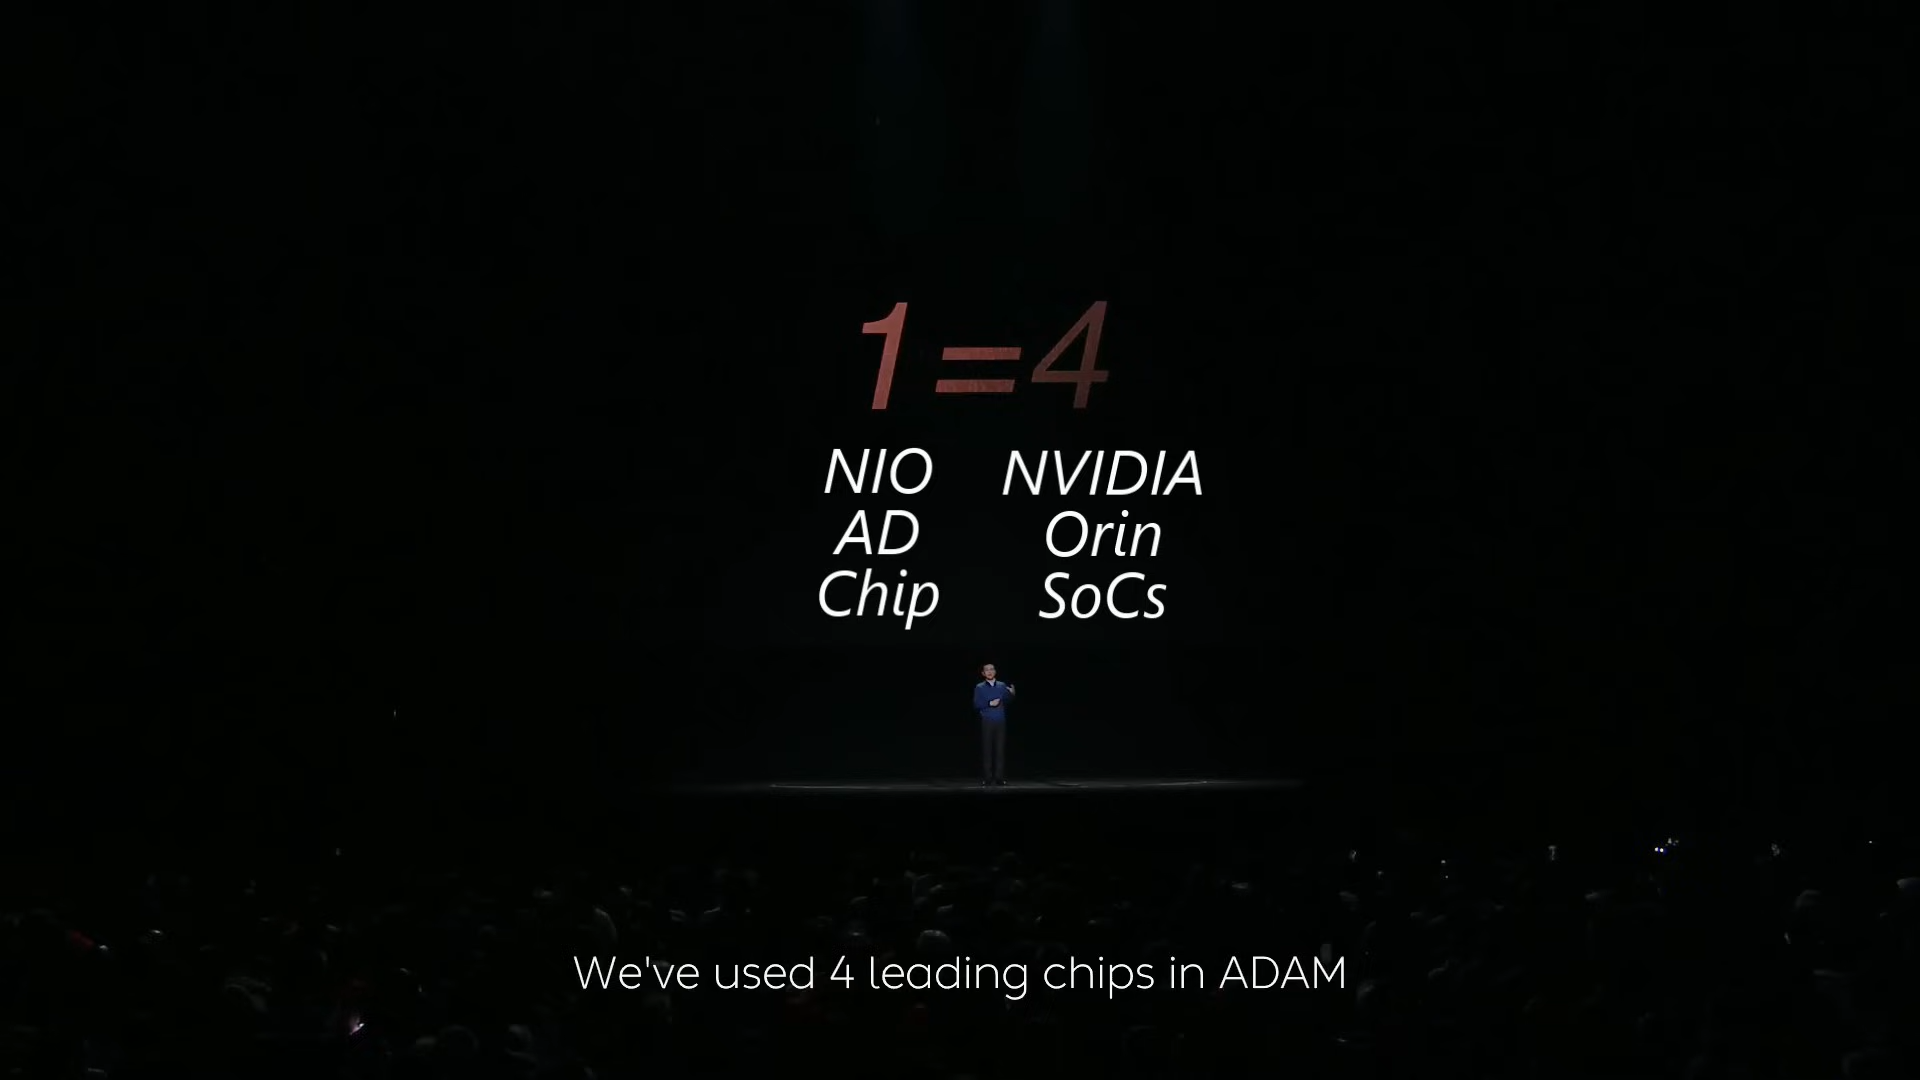 1=4
NIO NVIDIA
AD Orin
Chip SoCs
We've used 4 leading chips in ADAM